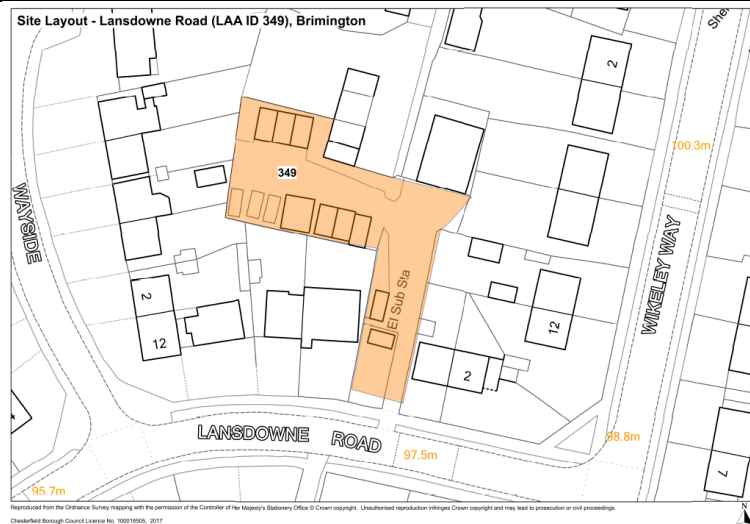 Site Layout - Lansdowne Road (LAA ID 349), Brimington
She
2
100.3m
349
WAYSIDE
WIKELEY WAY
El Sub Sta
2
12
12
2
LANSDOWNE ROAD
97.5m
98.8m
7
95.7m
N
Reproduced from the Ordnance Survey mapping with the permission of the Controller of Her Majesty's Stationery Office © Crown copyright. Unauthorised reproduction infringes Crown copyright and may lead to prosecution or civil proceedings.
Chesterfield Borough Council Licence No. 100018505, 2017